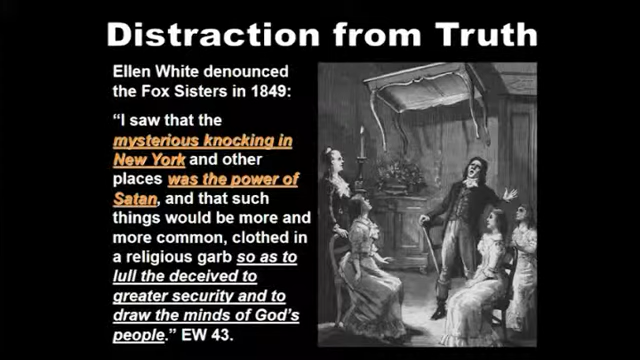 Distraction from Truth
Ellen White denounced
the Fox Sisters in 1849:
“I saw that the
mysterious knocking in
New York and other
places was the power of
Satan, and that such
things would be more and
more common, clothed in
a religious garb so as to
lull the deceived to
greater security and to
draw the minds of God’s
people.” EW 43.